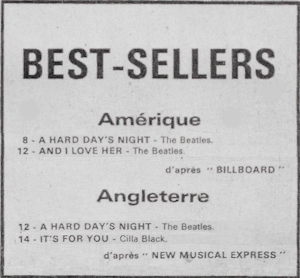 BEST-SELLERS
Amérique
8 - A HARD DAY'S NIGHT - The Beatles.
12 - AND I LOVE HER - The Beatles.
d'après " BILLBOARD "
Angleterre
12 - A HARD DAY'S NIGHT - The Beatles.
14 - IT'S FOR YOU - Cilla Black.
d'après " NEW MUSICAL EXPRESS "